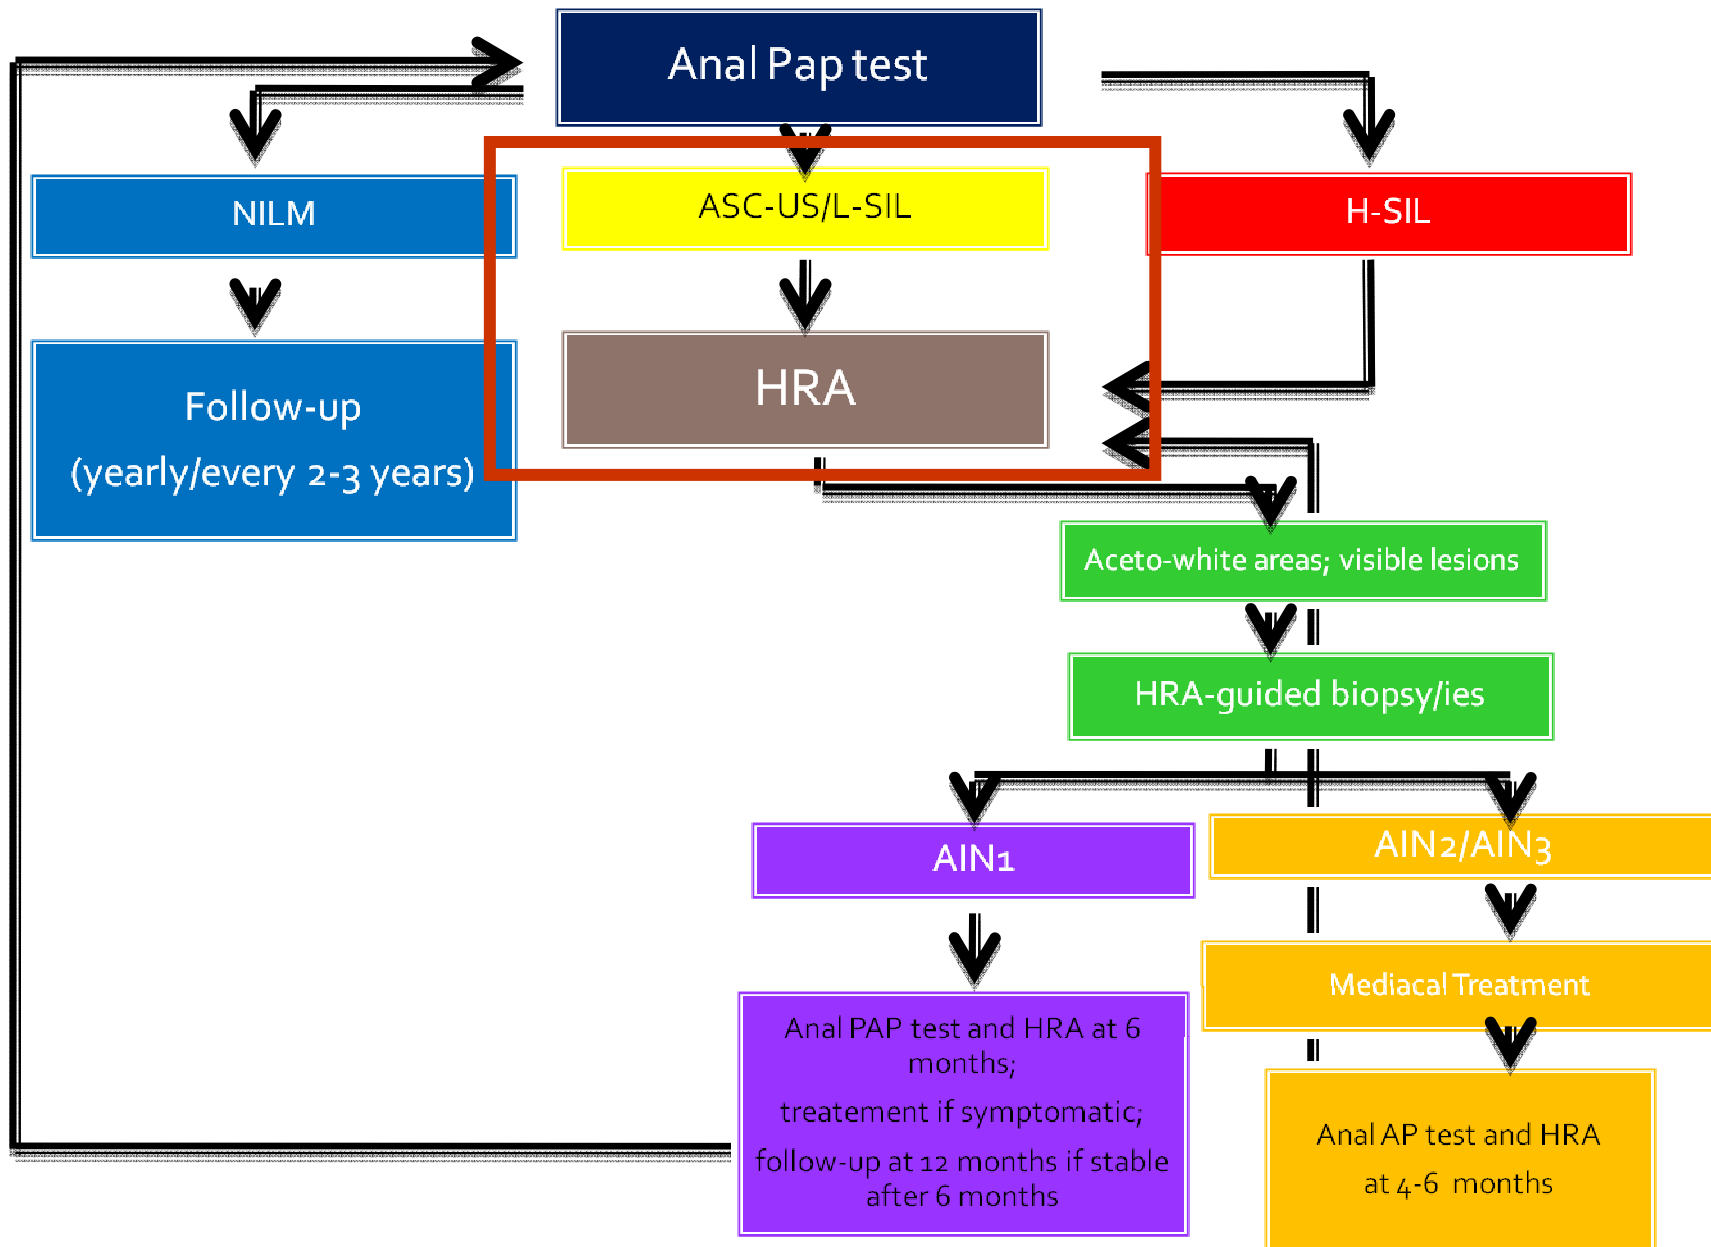 Anal Pap test
NILM
ASC-US/L-SIL
H-SIL
Follow-up
(yearly/every 2-3 years)
HRA
Aceto-white areas; visible lesions
HRA-guided biopsy/ies
AIN1
AIN2/AIN3
Mediacal Treatment
Anal PAP test and HRA at 6
months;
treatement if symptomatic;
follow-up at 12 months if stable
after 6 months
Anal AP test and HRA
at 4-6 months